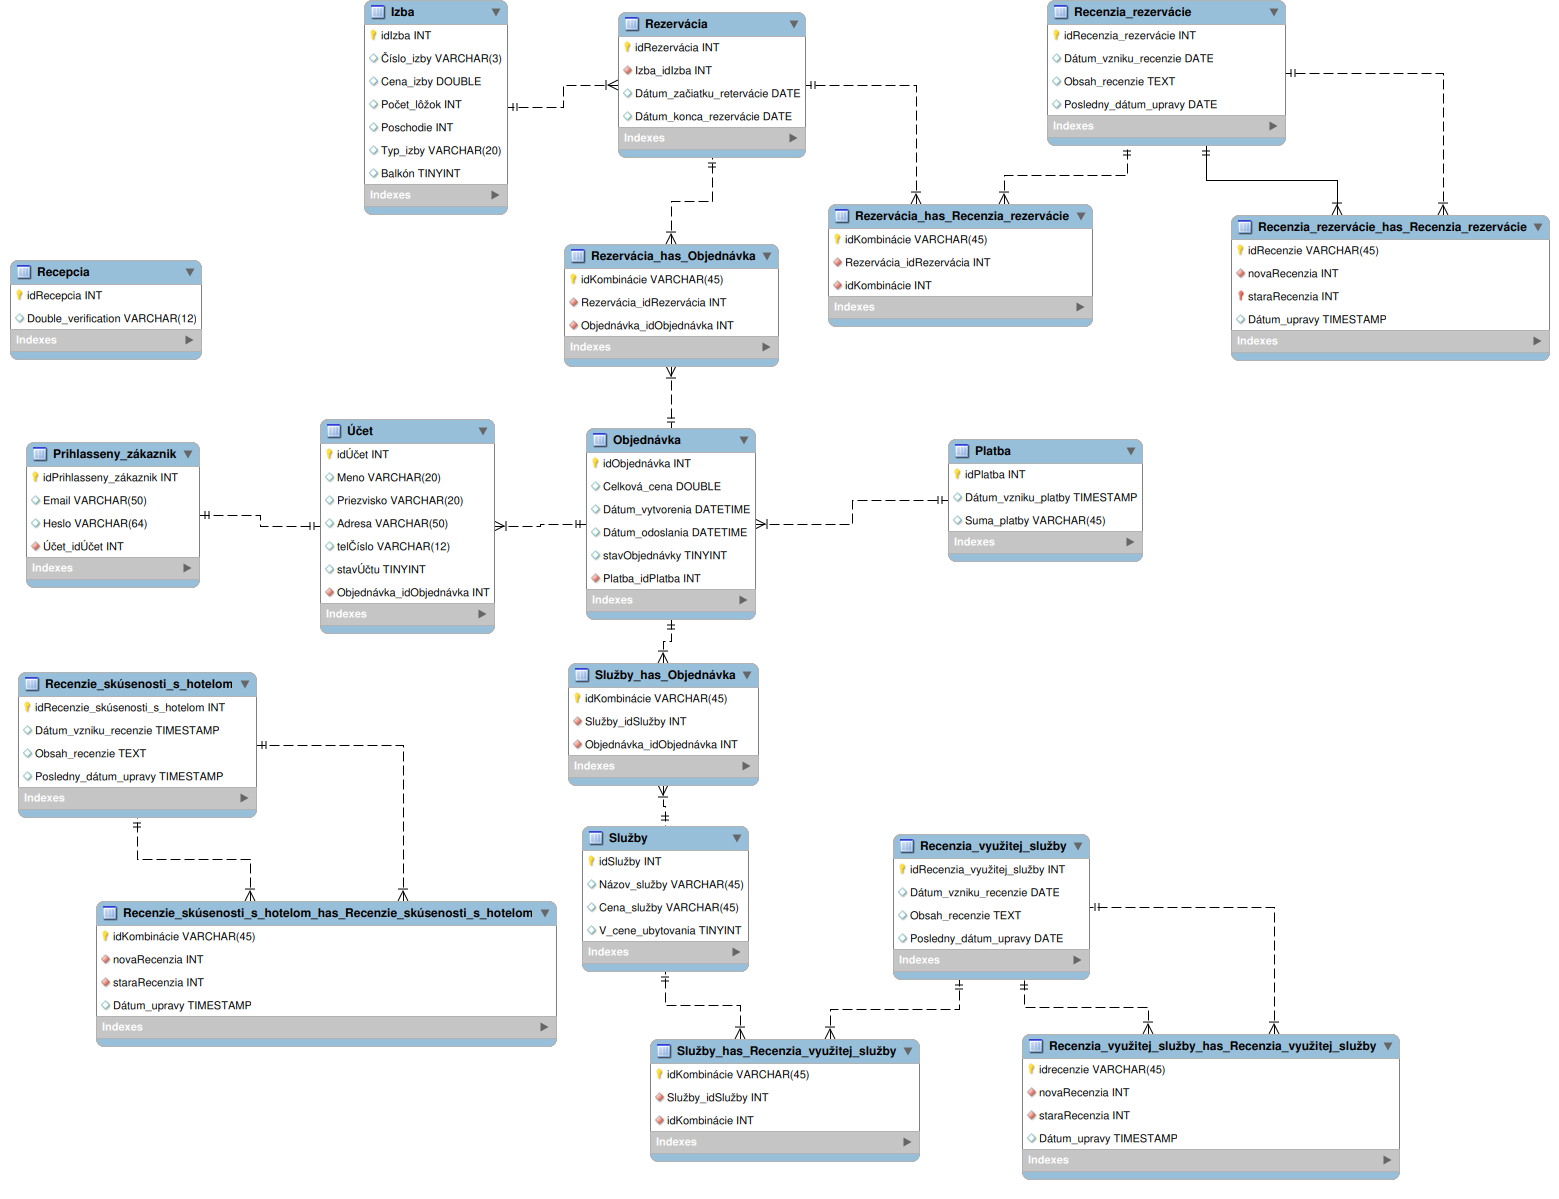 Izba
idIzba INT
Číslo_izby VARCHAR(3)
Cena_izby DOUBLE
Počet_lôžok INT
Poschodie INT
Typ_izby VARCHAR(20)
Balkón TINYINT
Indexes
Rezervácia
idRezervácia INT
Izba_idIzba INT
Dátum_začiatku_retervácie DATE
Dátum_konca_rezervácie DATE
Indexes
Recenzia_rezervácie
idRecenzia_rezervácie INT
Dátum_vzniku_recenzie DATE
Obsah_recenzie TEXT
Posledny_dátum_upravy DATE
Indexes
Rezervácia_has_Recenzia_rezervácie
idKombinácie VARCHAR(45)
Rezervácia_idRezervácia INT
idKombinácie INT
Indexes
Recenzia_rezervácie_has_Recenzia_rezervácie
idRecenzie VARCHAR(45)
novaRecenzia INT
staraRecenzia INT
Dátum_upravy TIMESTAMP
Indexes
Recepcia
idRecepcia INT
Double_verification VARCHAR(12)
Indexes
Rezervácia_has_Objednávka
idKombinácie VARCHAR(45)
Rezervácia_idRezervácia INT
Objednávka_idObjednávka INT
Indexes
Prihlasseny_zákaznik
idPrihlasseny_zákaznik INT
Email VARCHAR(50)
Heslo VARCHAR(64)
Účet_idÚčet INT
Indexes
Účet
idÚčet INT
Meno VARCHAR(20)
Priezvisko VARCHAR(20)
Adresa VARCHAR(50)
telČíslo VARCHAR(12)
stavÚčtu TINYINT
Objednávka_idObjednávka INT
Indexes
Objednávka
idObjednávka INT
Celková_cena DOUBLE
Dátum_vytvorenia DATETIME
Dátum_odoslania DATETIME
stavObjednávky TINYINT
Platba_idPlatba INT
Indexes
Platba
idPlatba INT
Dátum_vzniku_platby TIMESTAMP
Suma_platby VARCHAR(45)
Indexes
Recenzie_skúsenosti_s_hotelom
idRecenzie_skúsenosti_s_hotelom INT
Dátum_vzniku_recenzie TIMESTAMP
Obsah_recenzie TEXT
Posledny_dátum_upravy TIMESTAMP
Indexes
Služby_has_Objednávka
idKombinácie VARCHAR(45)
Služby_idSlužby INT
Objednávka_idObjednávka INT
Indexes
Služby
idSlužby INT
Názov_služby VARCHAR(45)
Cena_služby VARCHAR(45)
V_cene_ubytovania TINYINT
Indexes
Recenzia_využitej_služby
idRecenzia_využitej_služby INT
Dátum_vzniku_recenzie DATE
Obsah_recenzie TEXT
Posledny_dátum_upravy DATE
Indexes
Recenzie_skúsenosti_s_hotelom_has_Recenzie_skúsenosti_s_hotelom
idKombinácie VARCHAR(45)
novaRecenzia INT
staraRecenzia INT
Dátum_upravy TIMESTAMP
Indexes
Služby_has_Recenzia_využitej_služby
idKombinácie VARCHAR(45)
Služby_idSlužby INT
idKombinácie INT
Indexes
Recenzia_využitej_služby_has_Recenzia_využitej_služby
idrecenzie VARCHAR(45)
novaRecenzia INT
staraRecenzia INT
Dátum_upravy TIMESTAMP
Indexes